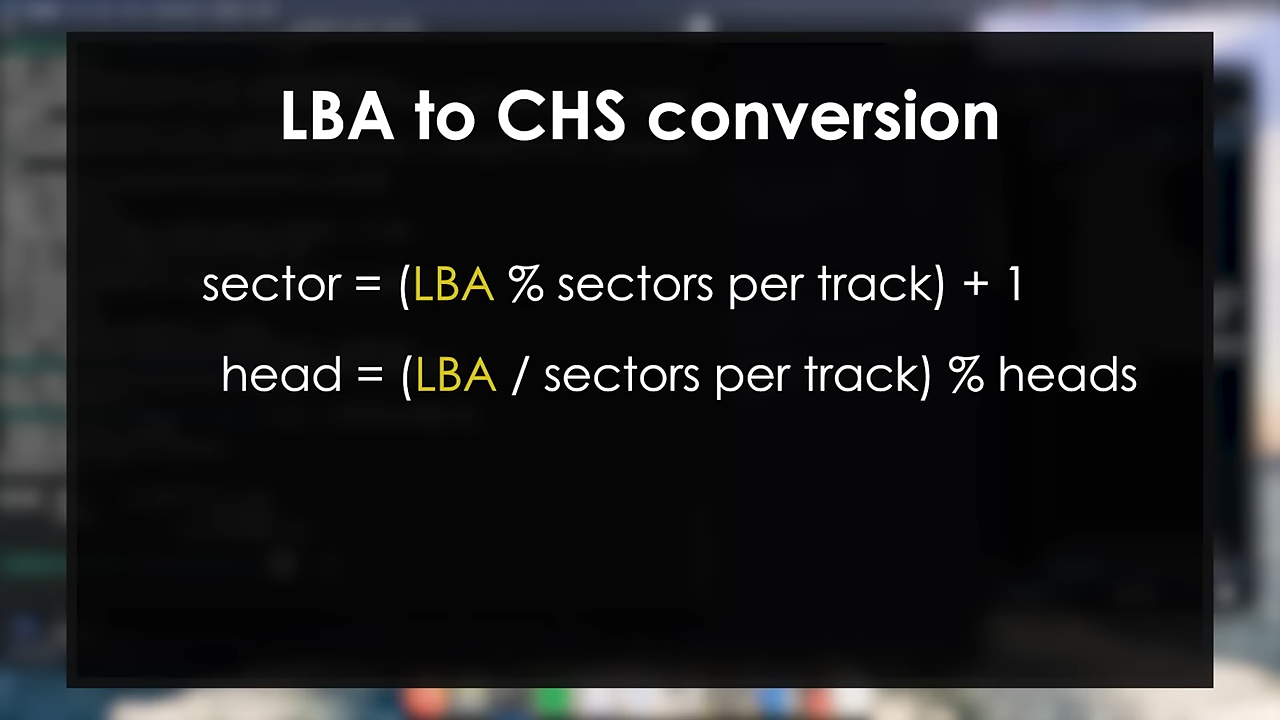 LBA to CHS conversion
sector = (LBA % sectors per track) + 1
head = (LBA / sectors per track) % heads